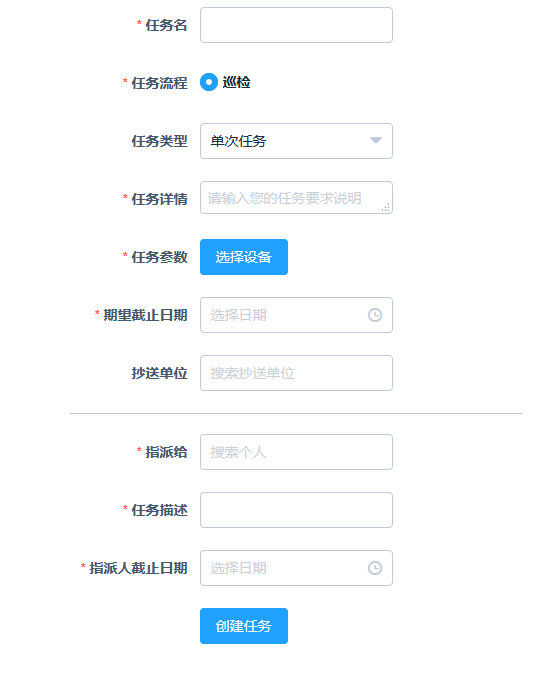 * 任务名
* 任务流程 巡检
任务类型 单次任务
* 任务详情 请输入您的任务要求说明
* 任务参数 选择设备
* 期望截止日期 选择日期
抄送单位 搜索抄送单位
* 指派给 搜索个人
* 任务描述
* 指派人截止日期 选择日期
创建任务